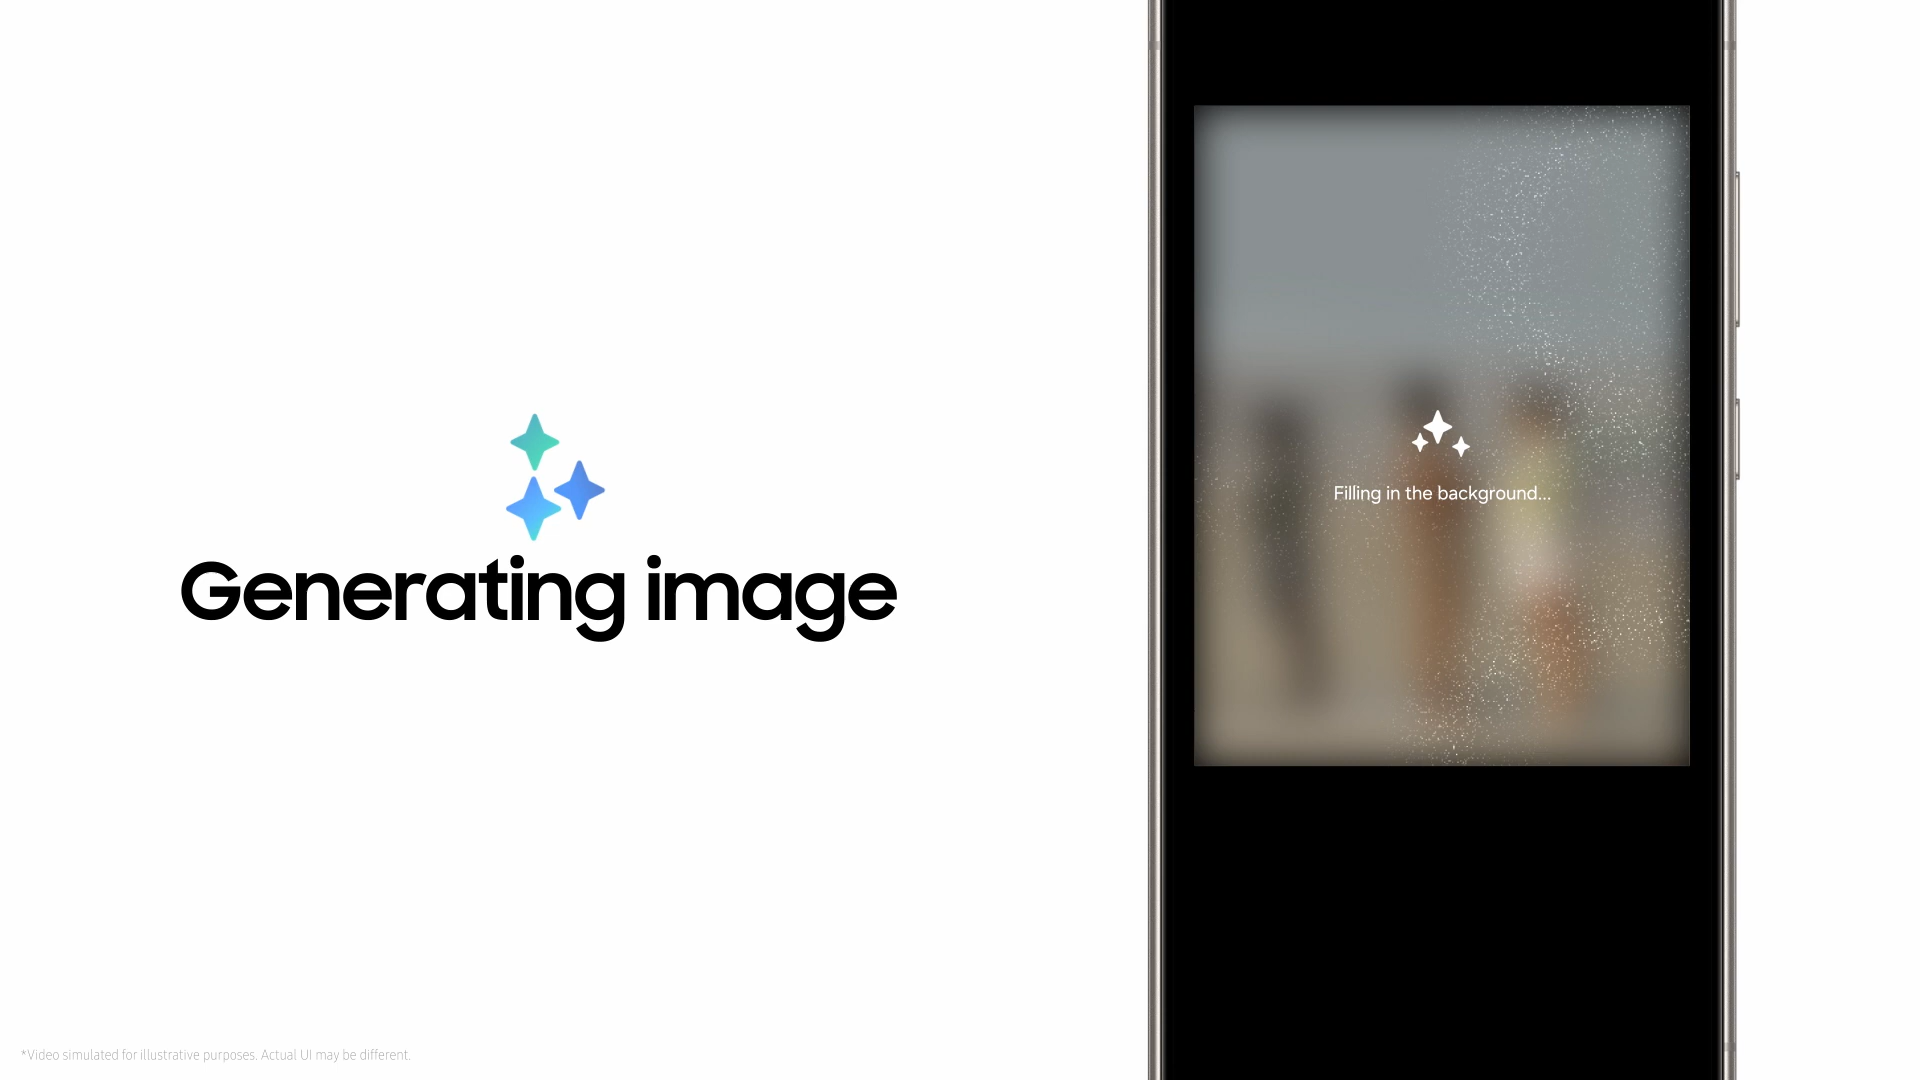 Generating image
Filling in the background...
*Video simulated for illustrative purposes. Actual UI may be different.